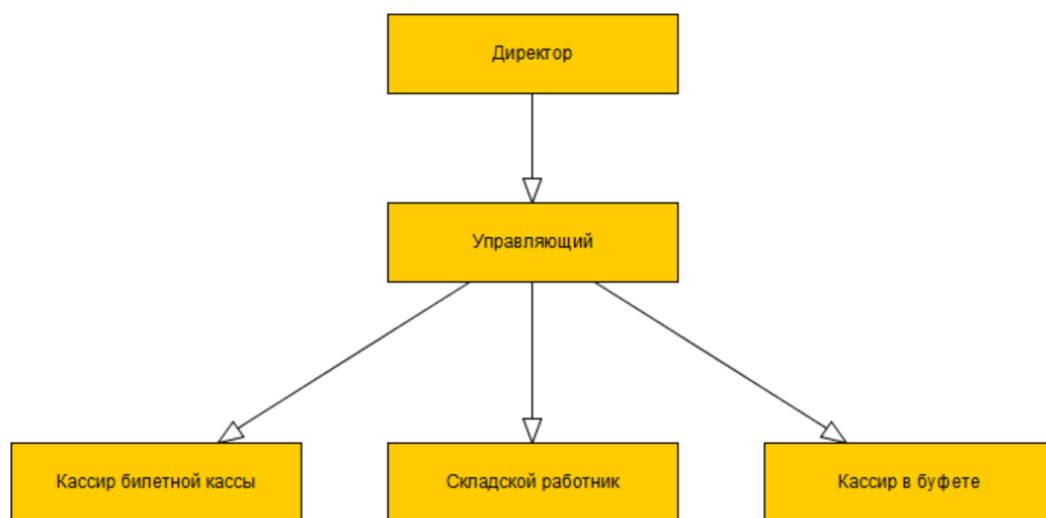 Директор
Управляющий
Кассир билетной кассы
Складской работник
Кассир в буфете